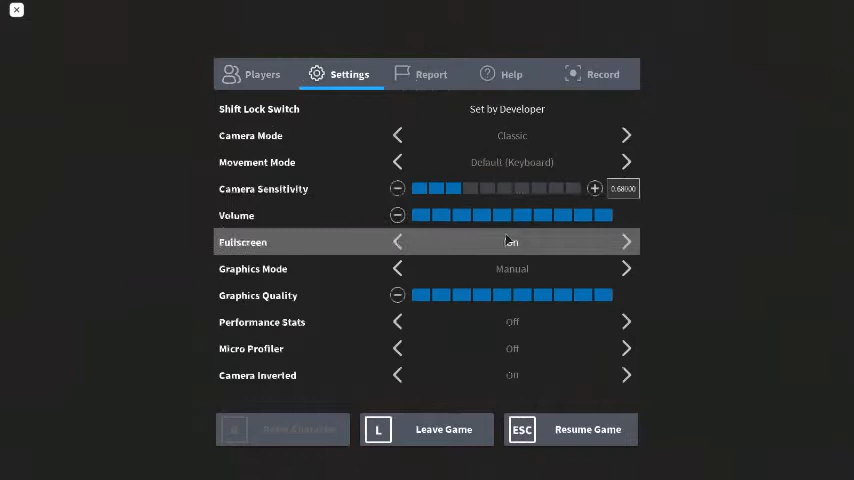 Players Settings Report Help Record
Shift Lock Switch Set by Developer
Camera Mode Classic
Movement Mode Default (Keyboard)
Camera Sensitivity 0.68000
Volume
Fullscreen On
Graphics Mode Manual
Graphics Quality
Performance Stats Off
Micro Profiler Off
Camera Inverted
L Leave Game ESC Resume Game